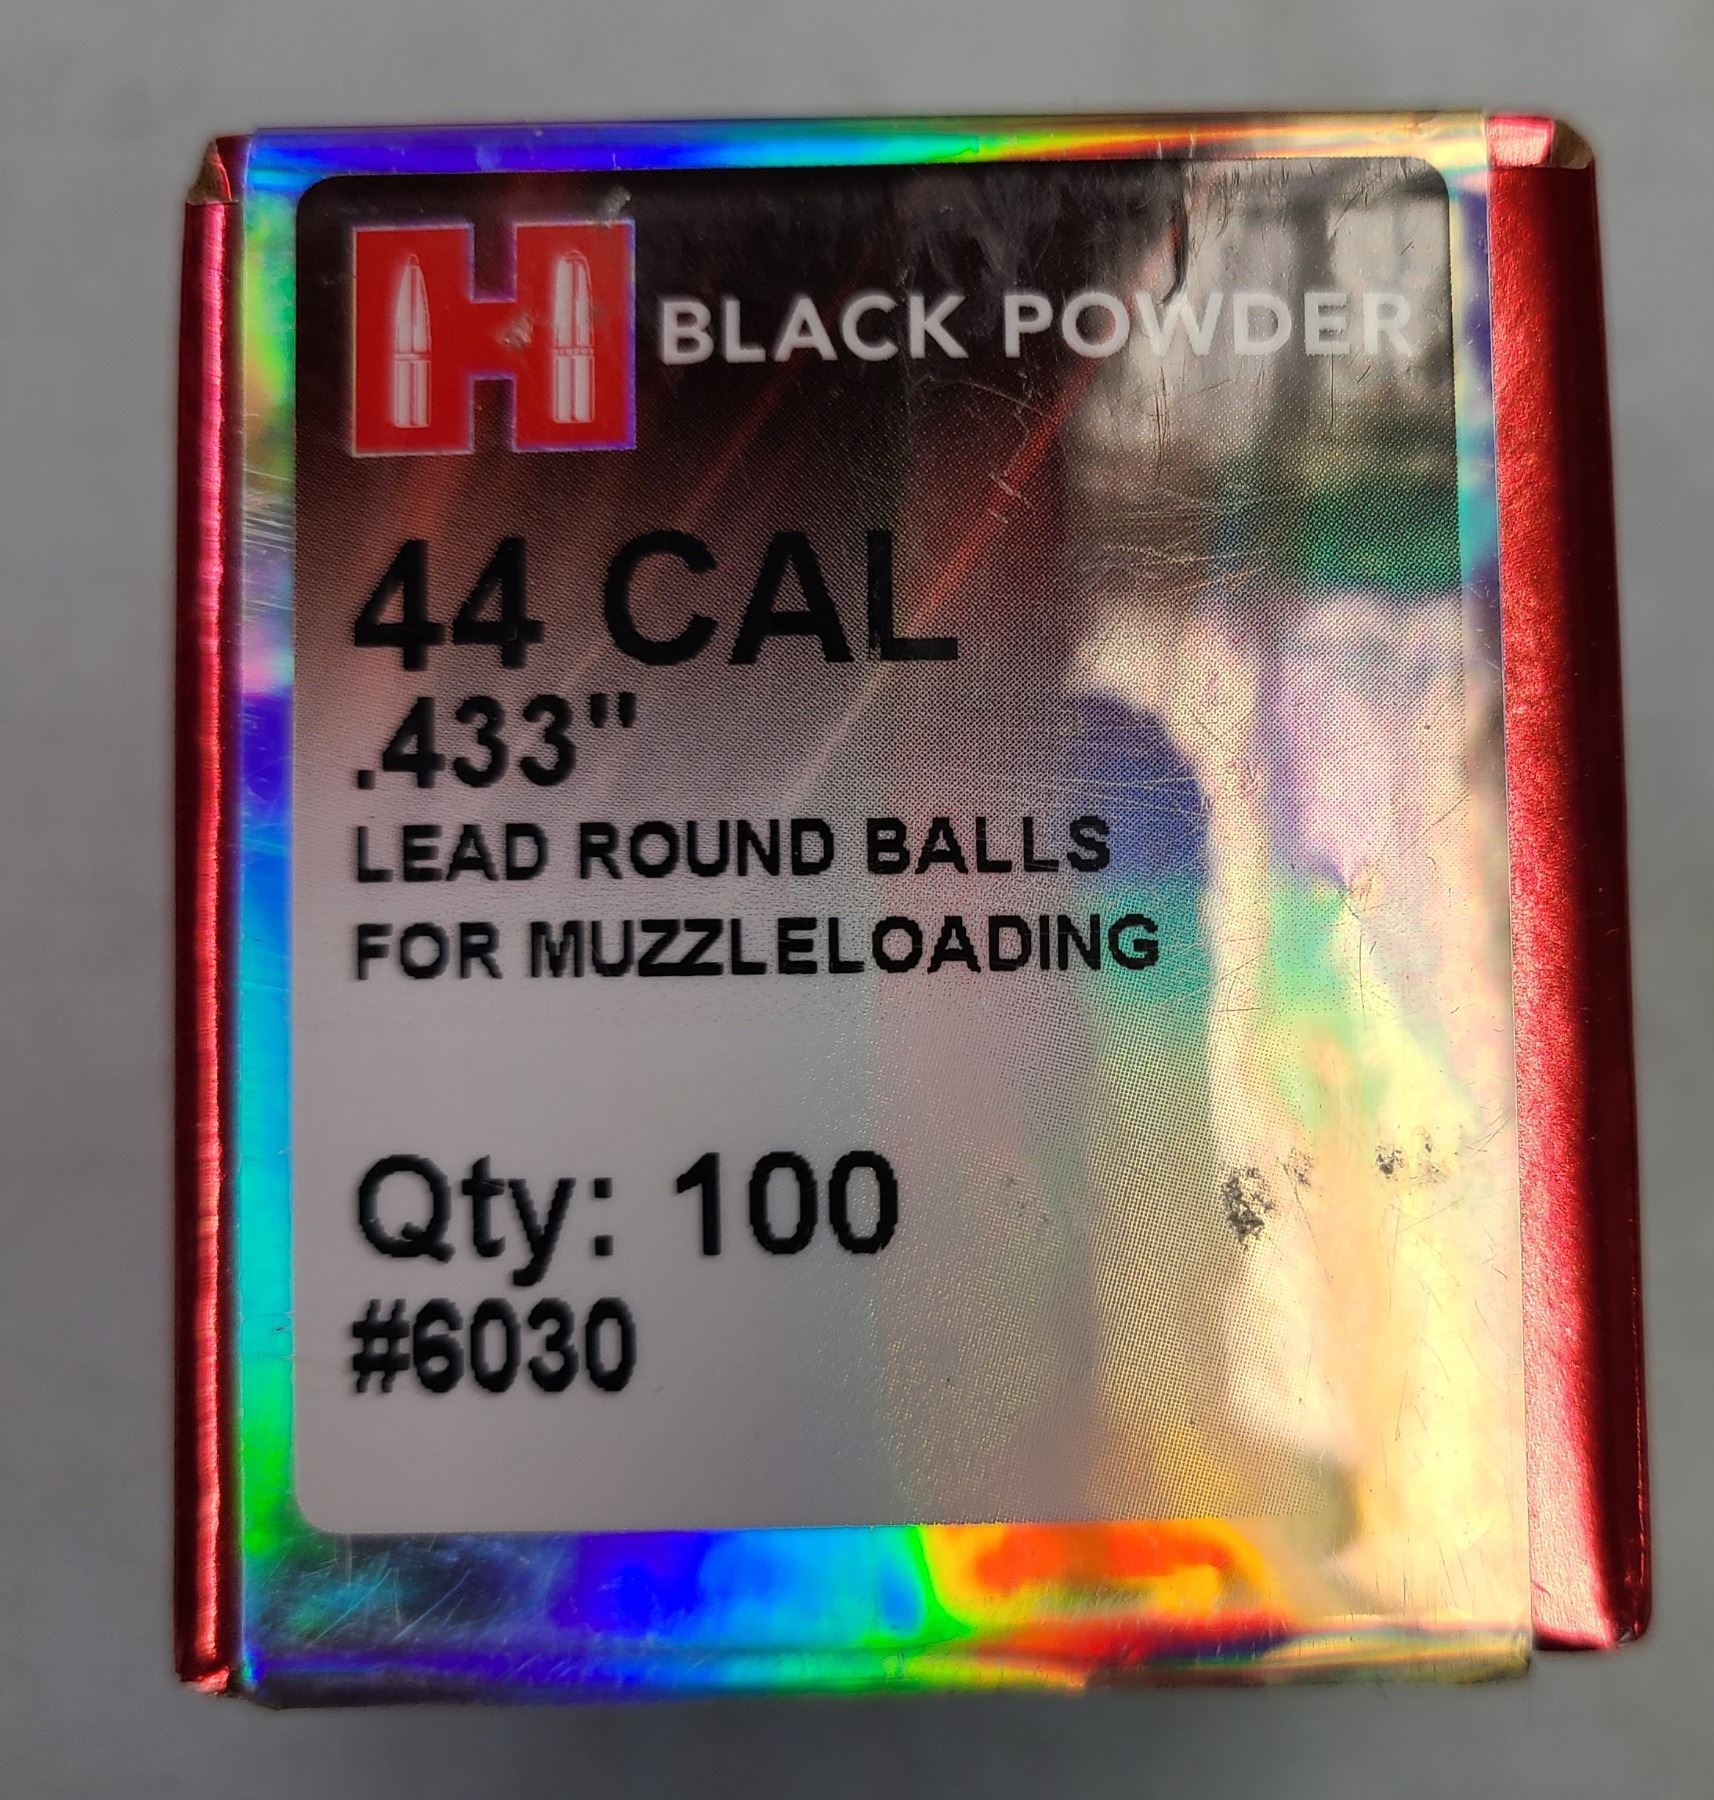 H BLACK POWDER
44 CAL
.433"
LEAD ROUND BALLS
FOR MUZZLELOADING
Qty: 100
#6030